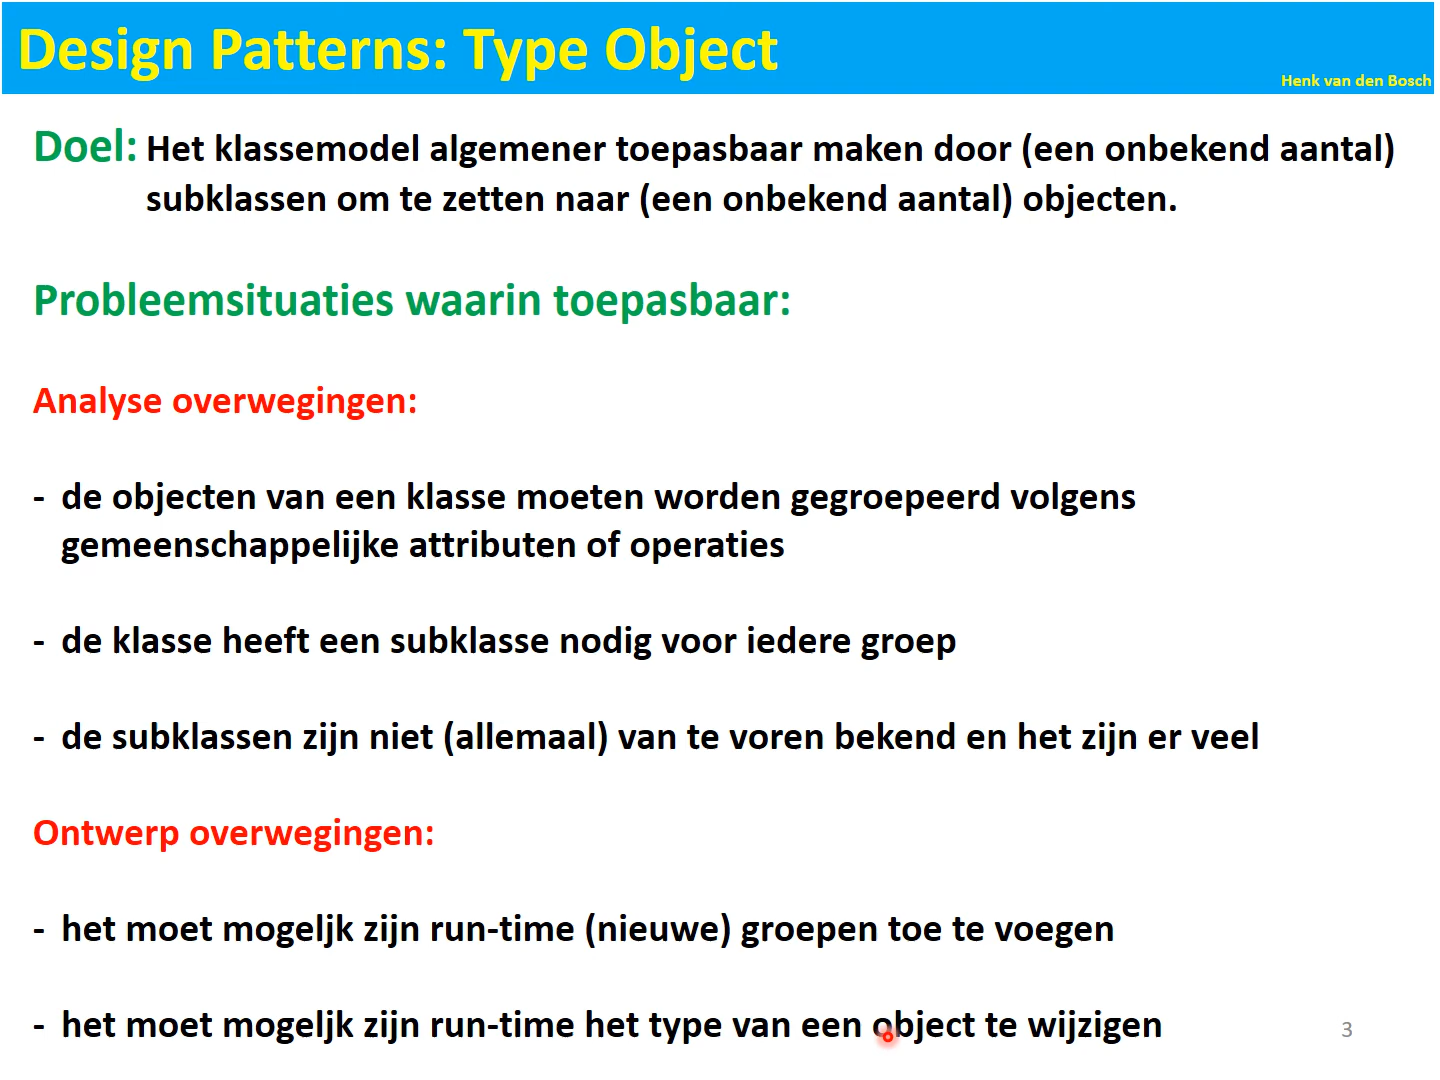 Design Patterns: Type Object
Henk van den Bosch
Doel: Het klassemodel algemener toepasbaar maken door (een onbekend aantal)
subklassen om te zetten naar (een onbekend aantal) objecten.
Probleemsituaties waarin toepasbaar:
Analyse overwegingen:
- de objecten van een klasse moeten worden gegroepeerd volgens
gemeenschappelijke attributen of operaties
- de klasse heeft een subklasse nodig voor iedere groep
- de subklassen zijn niet (allemaal) van te voren bekend en het zijn er veel
Ontwerp overwegingen:
- het moet mogeljk zijn run-time (nieuwe) groepen toe te voegen
- het moet mogeljk zijn run-time het type van een object te wijzigen
3